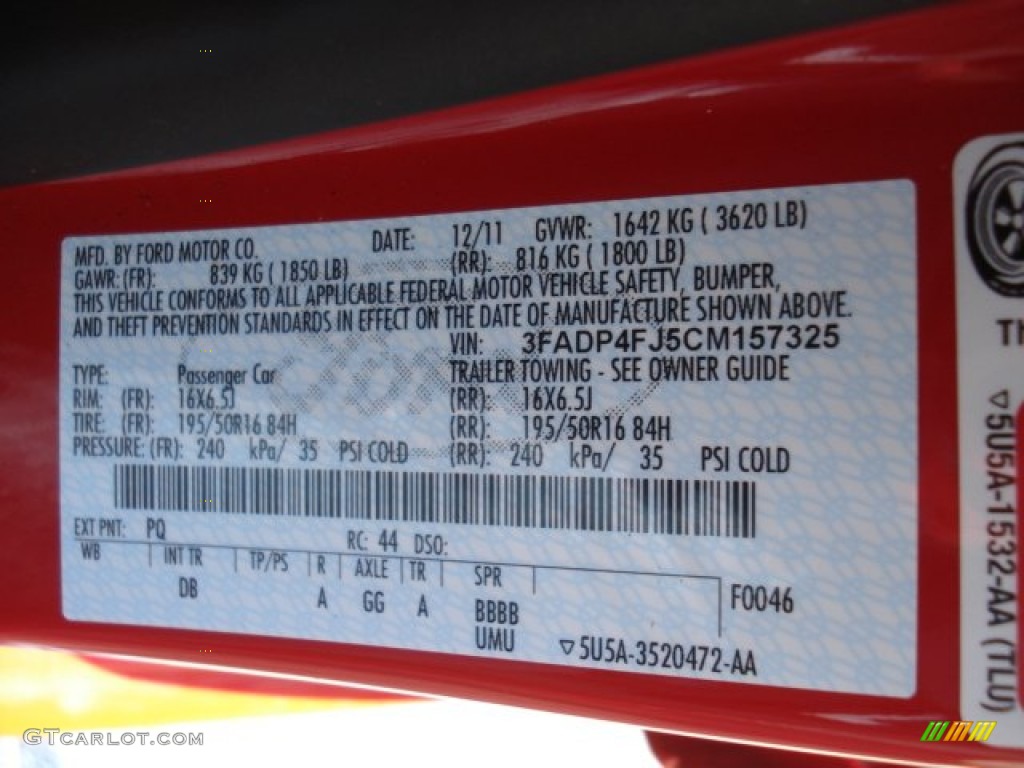 MFD. BY FORD MOTOR CO. DATE: 12/11 GVWR: 1642 KG ( 3620 LB)
GAWR: (FR): 839 KG ( 1850 LB) (RR): 816 KG ( 1800 LB)
THIS VEHICLE CONFORMS TO ALL APPLICABLE FEDERAL MOTOR VEHICLE SAFETY, BUMPER,
AND THEFT PREVENTION STANDARDS IN EFFECT ON THE DATE OF MANUFACTURE SHOWN ABOVE.
VIN: 3FADP4FJ5CM157325
TYPE: Passenger Car TRAILER TOWING - SEE OWNER GUIDE
RIM: (FR): 16X6.5J (RR): 16X6.5J
TIRE: (FR): 195/50R16 84H (RR): 195/50R16 84H
PRESSURE: (FR): 240 kPa/ 35 PSI COLD (RR): 240 kPa/ 35 PSI COLD
EXT PNT: PQ RC: 44 DSO:
WB INT TR TP/PS R AXLE TR SPR
DB A GG A BBBB F0046
UMU ▽5U5A-3520472-AA
Ford
▽5U5A-1532-AA (TLU)
GTCARLOT.COM